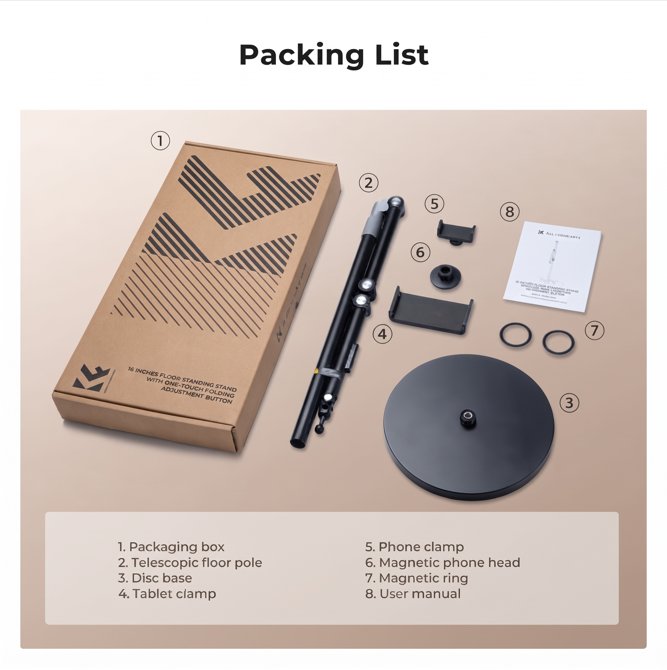 Packing List
1
2
5
8
6
4
7
3
16 INCHES FLOOR STANDING STAND
WITH ONE-TOUCH FOLDING
ADJUSTMENT BUTTON
1. Packaging box
2. Telescopic floor pole
3. Disc base
4. Tablet clamp
5. Phone clamp
6. Magnetic phone head
7. Magnetic ring
8. User manual